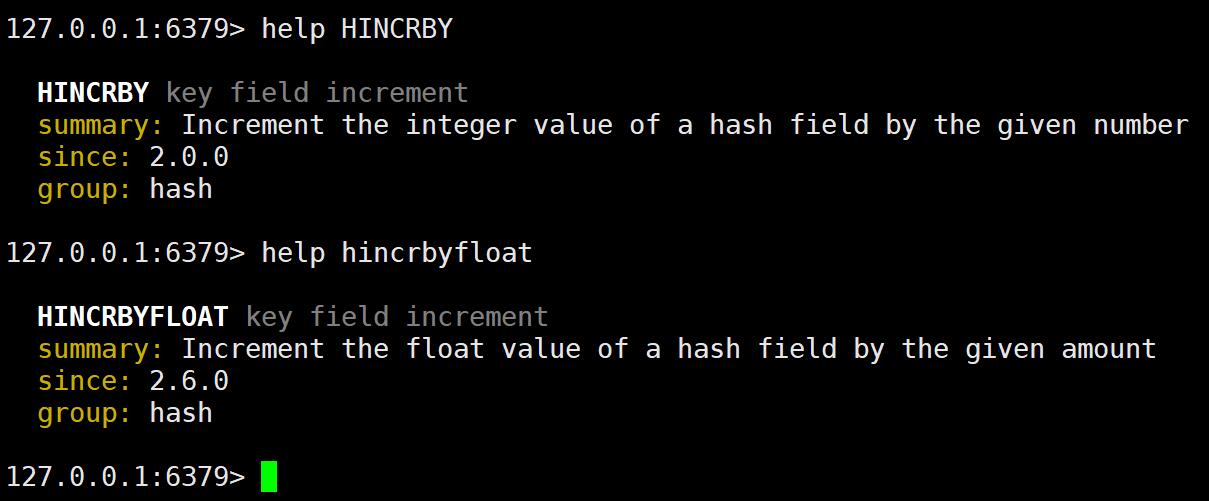 127.0.0.1:6379> help HINCRBY
HINCRBY key field increment
summary: Increment the integer value of a hash field by the given number
since: 2.0.0
group: hash
127.0.0.1:6379> help hincrbyfloat
HINCRBYFLOAT key field increment
summary: Increment the float value of a hash field by the given amount
since: 2.6.0
group: hash
127.0.0.1:6379>